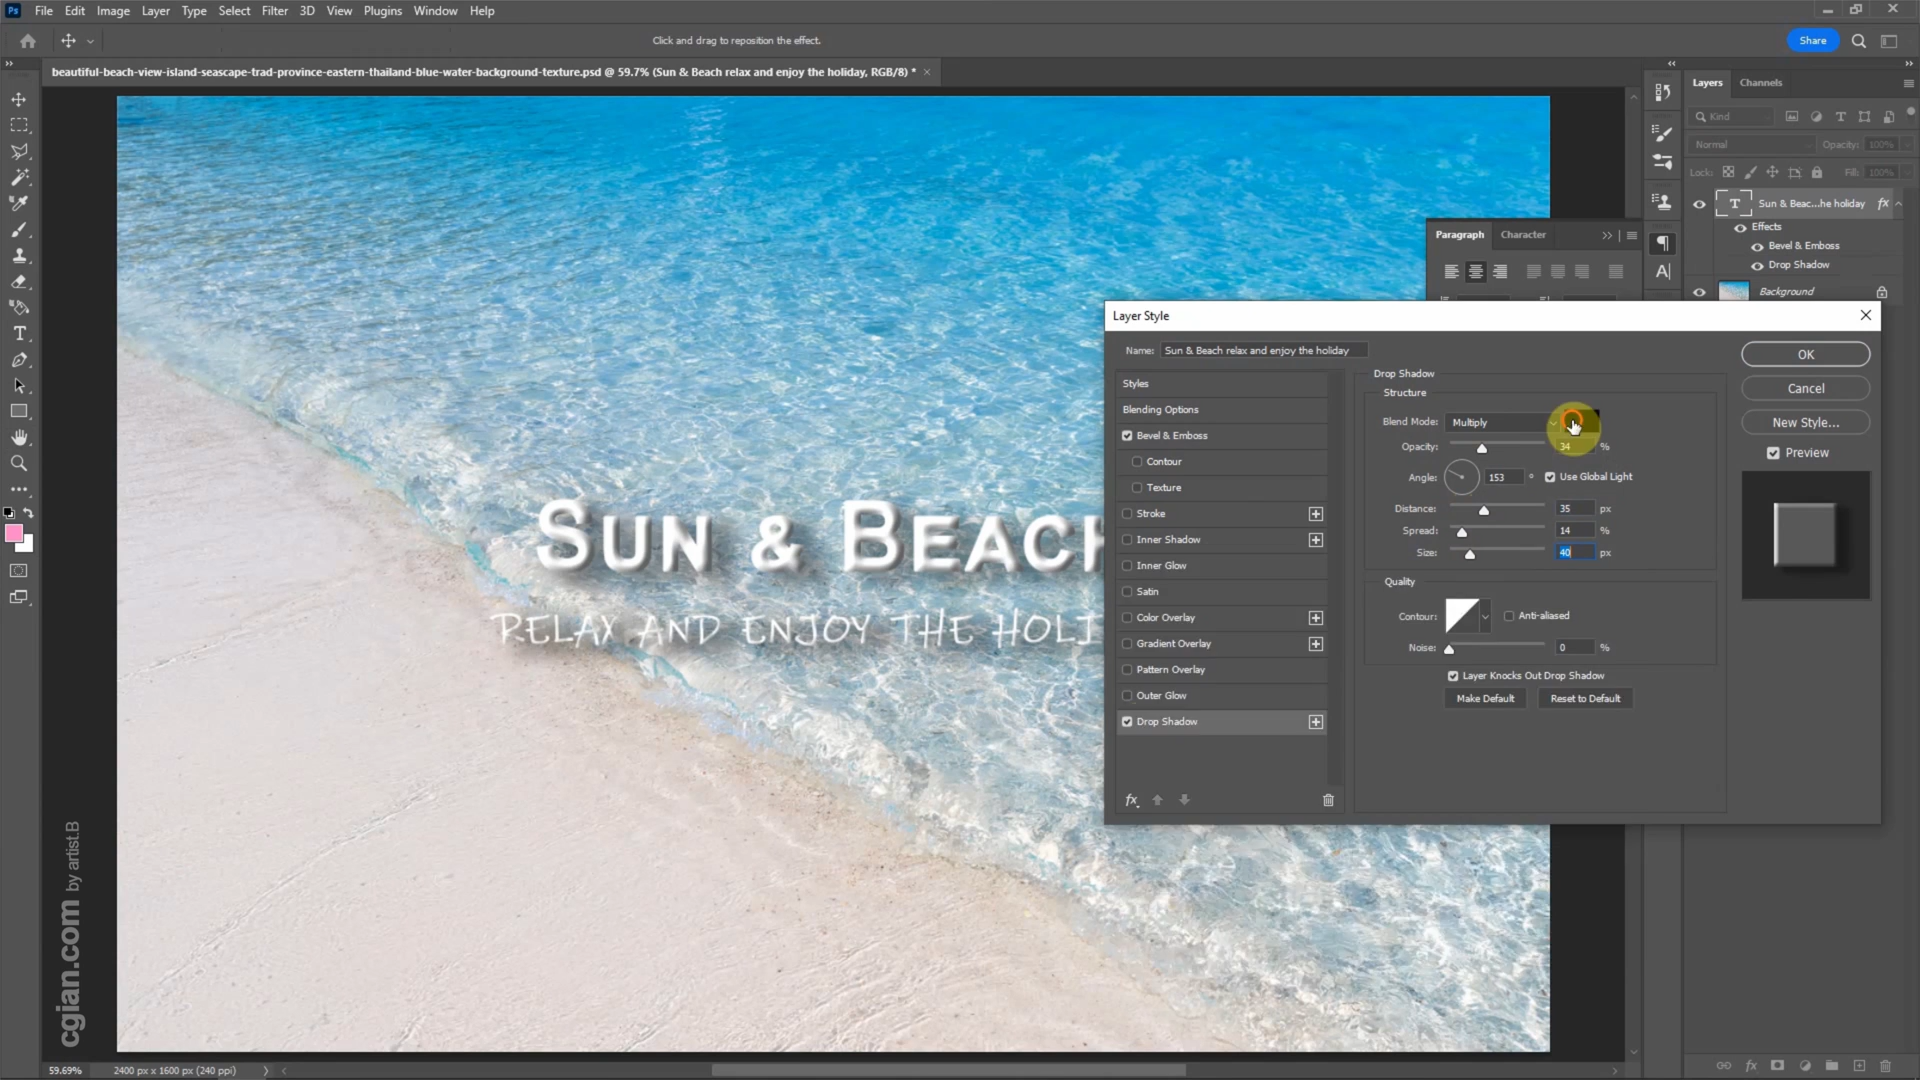 Ps File Edit Image Layer Type Select Filter 3D View Plugins Window Help
Click and drag to reposition the effect.
Share
beautiful-beach-view-island-seascape-trad-province-eastern-thailand-blue-water-background-texture.psd @ 59.7% (Sun & Beach relax and enjoy the holiday, RGB/8) *
Layers Channels
Kind
Normal Opacity: 100%
Lock: Fill: 100%
T Sun & Beac...he holiday fx
Effects
Bevel & Emboss
Drop Shadow
Background
Paragraph Character
Layer Style
Name: Sun & Beach relax and enjoy the holiday
Styles
Blending Options
Bevel & Emboss
Contour
Texture
Stroke
Inner Shadow
Inner Glow
Satin
Color Overlay
Gradient Overlay
Pattern Overlay
Outer Glow
Drop Shadow
fx
Drop Shadow
Structure
Blend Mode: Multiply
Opacity: 34 %
Angle: 153 ° Use Global Light
Distance: 35 px
Spread: 14 %
Size: 40 px
Quality
Contour: Anti-aliased
Noise: 0 %
Layer Knocks Out Drop Shadow
Make Default Reset to Default
OK
Cancel
New Style...
Preview
SUN & BEACH
RELAX AND ENJOY THE HOLI
cgian.com by artist.B
59.69% 2400 px x 1600 px (240 ppi)